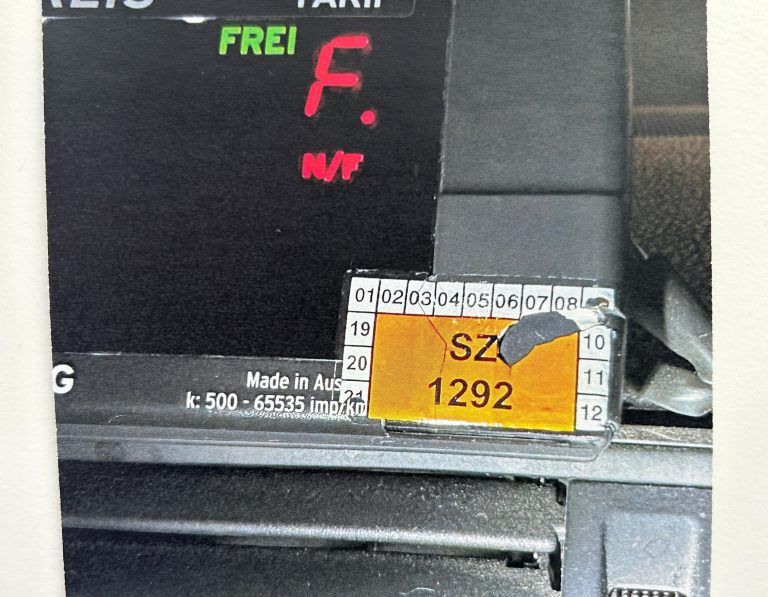 TARIF
FREI
F.
N/F
01 02 03 04 05 06 07 08
19
SZ
10
20
11
1292
21
12
G
Made in Aus
k: 500 - 65535 imp/km